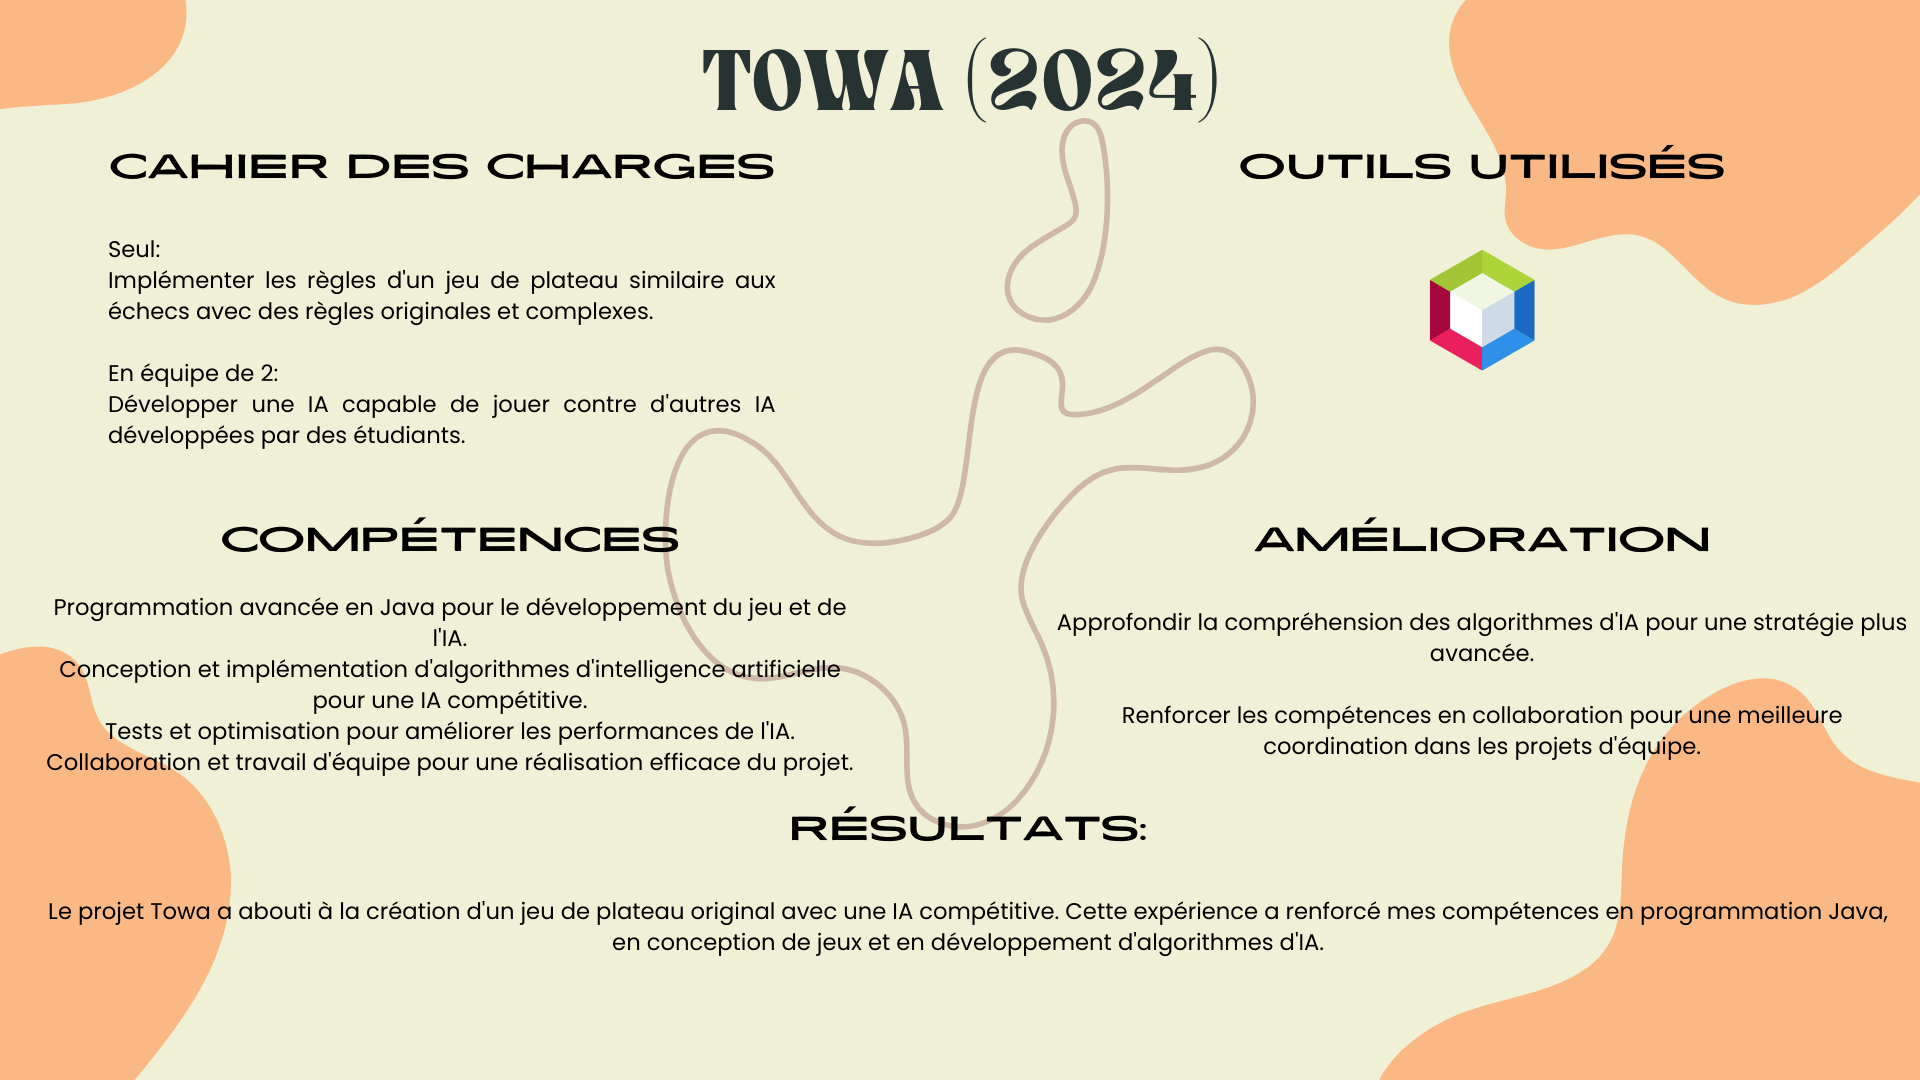 TOWA (2024)
CAHIER DES CHARGES
Seul:
Implémenter les règles d'un jeu de plateau similaire aux
échecs avec des règles originales et complexes.
En équipe de 2:
Développer une IA capable de jouer contre d'autres IA
développées par des étudiants.
OUTILS UTILISÉS
COMPÉTENCES
Programmation avancée en Java pour le développement du jeu et de
l'IA.
Conception et implémentation d'algorithmes d'intelligence artificielle
pour une IA compétitive.
Tests et optimisation pour améliorer les performances de l'IA.
Collaboration et travail d'équipe pour une réalisation efficace du projet.
AMÉLIORATION
Approfondir la compréhension des algorithmes d'IA pour une stratégie plus
avancée.
Renforcer les compétences en collaboration pour une meilleure
coordination dans les projets d'équipe.
RÉSULTATS:
Le projet Towa a abouti à la création d'un jeu de plateau original avec une IA compétitive. Cette expérience a renforcé mes compétences en programmation Java,
en conception de jeux et en développement d'algorithmes d'IA.